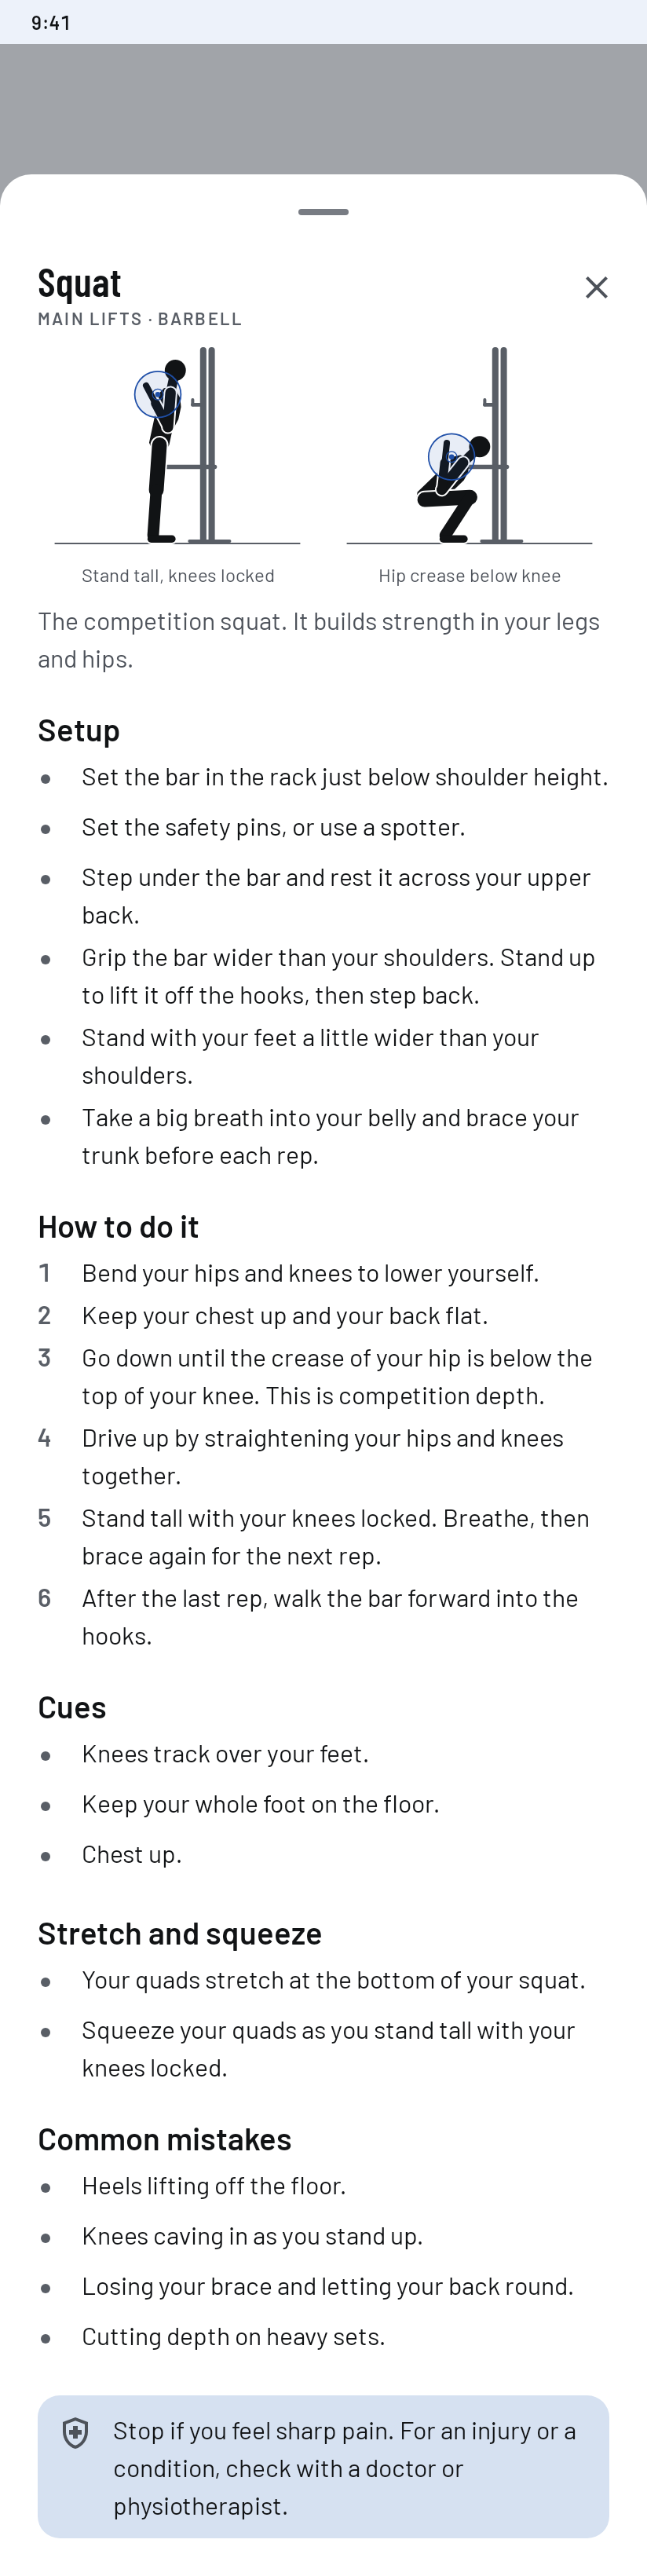 9:41
Squat
MAIN LIFTS · BARBELL
Stand tall, knees locked
Hip crease below knee
The competition squat. It builds strength in your legs
and hips.
Setup
● Set the bar in the rack just below shoulder height.
● Set the safety pins, or use a spotter.
● Step under the bar and rest it across your upper
back.
● Grip the bar wider than your shoulders. Stand up
to lift it off the hooks, then step back.
● Stand with your feet a little wider than your
shoulders.
● Take a big breath into your belly and brace your
trunk before each rep.
How to do it
1 Bend your hips and knees to lower yourself.
2 Keep your chest up and your back flat.
3 Go down until the crease of your hip is below the
top of your knee. This is competition depth.
4 Drive up by straightening your hips and knees
together.
5 Stand tall with your knees locked. Breathe, then
brace again for the next rep.
6 After the last rep, walk the bar forward into the
hooks.
Cues
● Knees track over your feet.
● Keep your whole foot on the floor.
● Chest up.
Stretch and squeeze
● Your quads stretch at the bottom of your squat.
● Squeeze your quads as you stand tall with your
knees locked.
Common mistakes
● Heels lifting off the floor.
● Knees caving in as you stand up.
● Losing your brace and letting your back round.
● Cutting depth on heavy sets.
Stop if you feel sharp pain. For an injury or a
condition, check with a doctor or
physiotherapist.